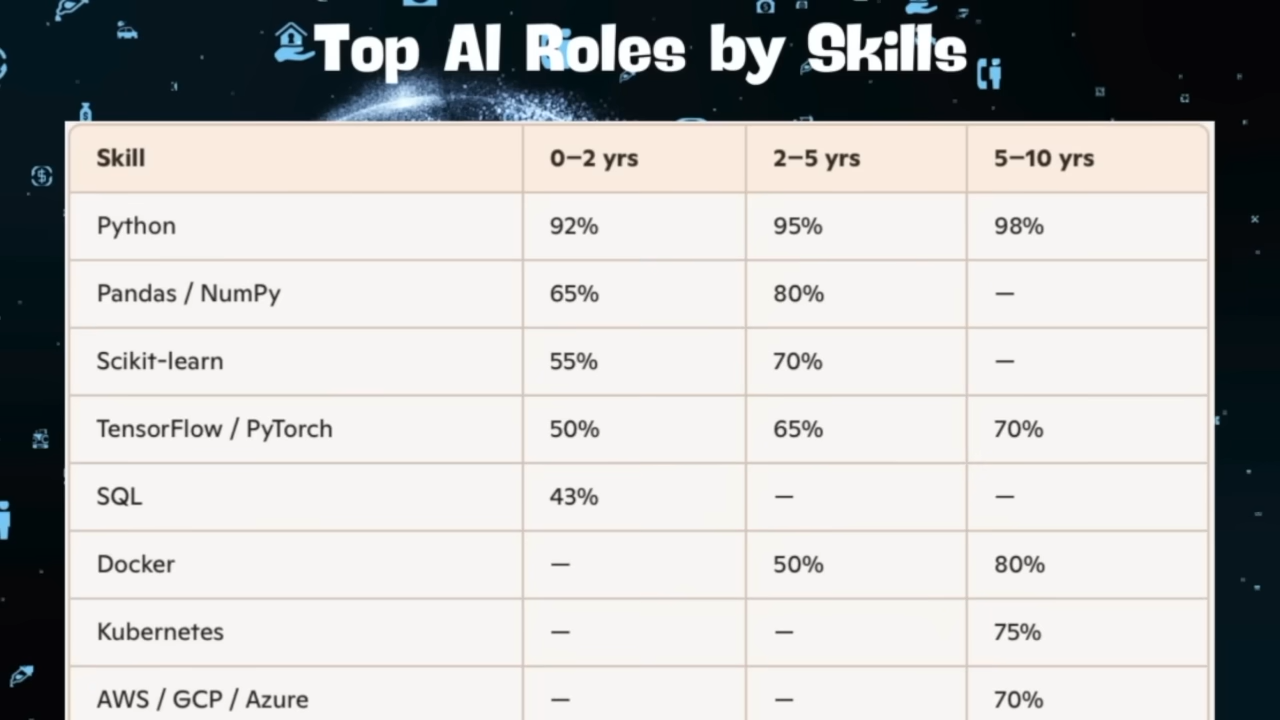 Top AI Roles by Skills
Skill 0–2 yrs 2–5 yrs 5–10 yrs
Python 92% 95% 98%
Pandas / NumPy 65% 80% —
Scikit-learn 55% 70% —
TensorFlow / PyTorch 50% 65% 70%
SQL 43% — —
Docker — 50% 80%
Kubernetes — — 75%
AWS / GCP / Azure — — 70%